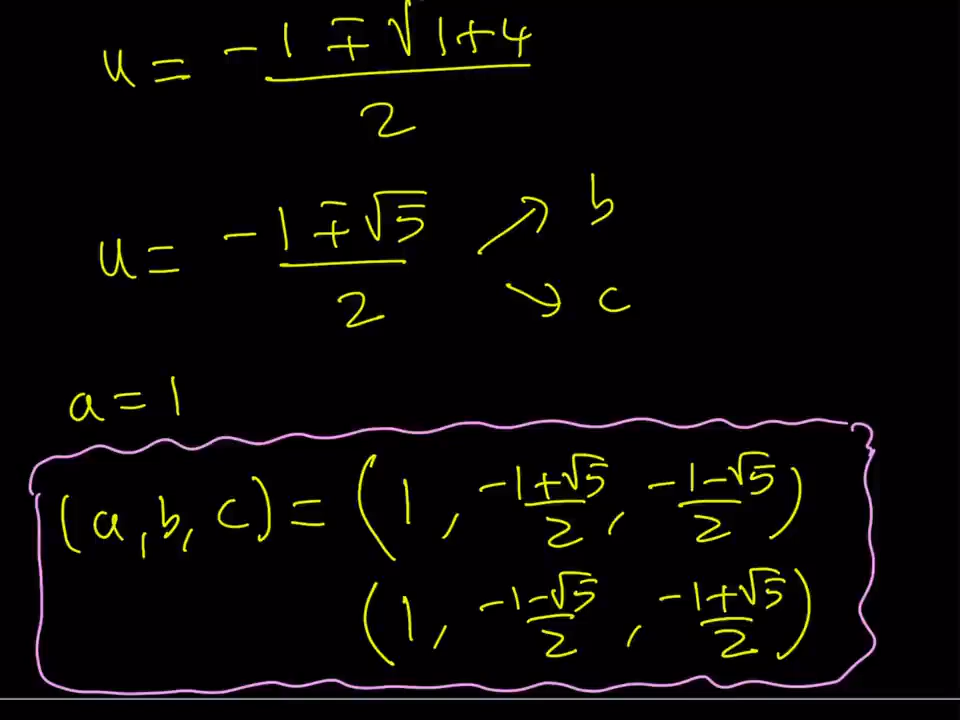 u = (-1 ∓ √(1+4))/2
u = (-1 ∓ √5)/2 ↗ b
↘ c
a = 1
(a, b, c) = (1, (-1+√5)/2, (-1-√5)/2)
(1, (-1-√5)/2, (-1+√5)/2)